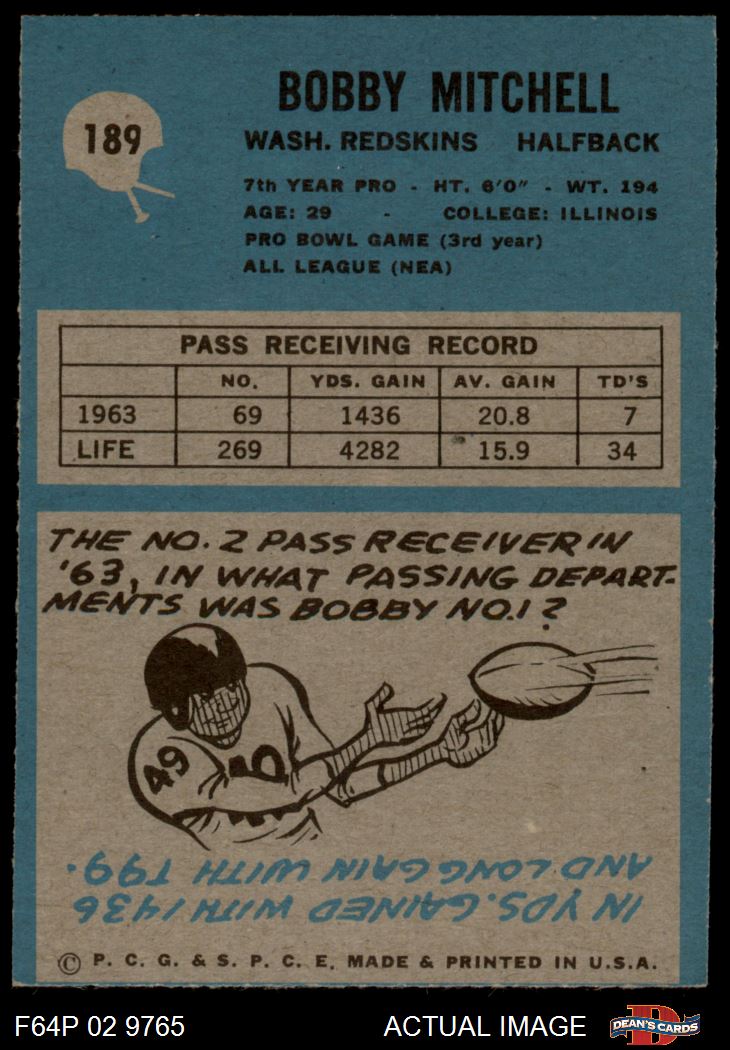 BOBBY MITCHELL
189
WASH. REDSKINS HALFBACK
7th YEAR PRO - HT. 6'0" - WT. 194
AGE: 29 - COLLEGE: ILLINOIS
PRO BOWL GAME (3rd year)
ALL LEAGUE (NEA)
PASS RECEIVING RECORD
NO. YDS. GAIN AV. GAIN TD'S
1963 69 1436 20.8 7
LIFE 269 4282 15.9 34
THE NO. 2 PASS RECEIVER IN
'63, IN WHAT PASSING DEPART-
MENTS WAS BOBBY NO. 1?
49
IN YDS. GAINED WITH 1436
AND LONG GAIN WITH T99.
© P. C. G. & S. P. C. E. MADE & PRINTED IN U.S.A.
F64P 02 9765 ACTUAL IMAGE
D
DEAN'S CARDS